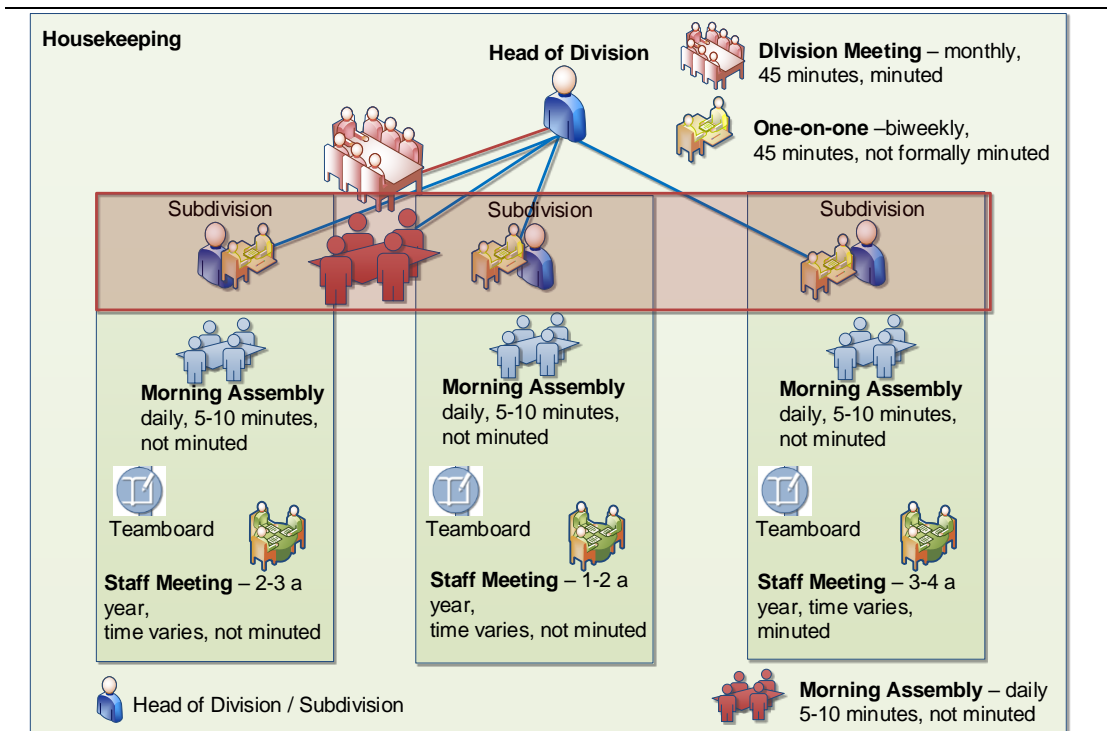 Housekeeping
Head of Division
DIvision Meeting – monthly,
45 minutes, minuted
One-on-one –biweekly,
45 minutes, not formally minuted
Subdivision
Subdivision
Subdivision
Morning Assembly
daily, 5-10 minutes,
not minuted
Morning Assembly
daily, 5-10 minutes,
not minuted
Morning Assembly
daily, 5-10 minutes,
not minuted
Teamboard
Teamboard
Teamboard
Staff Meeting – 2-3 a
year,
time varies, not minuted
Staff Meeting – 1-2 a
year,
time varies, not minuted
Staff Meeting – 3-4 a
year, time varies,
minuted
Head of Division / Subdivision
Morning Assembly – daily
5-10 minutes, not minuted